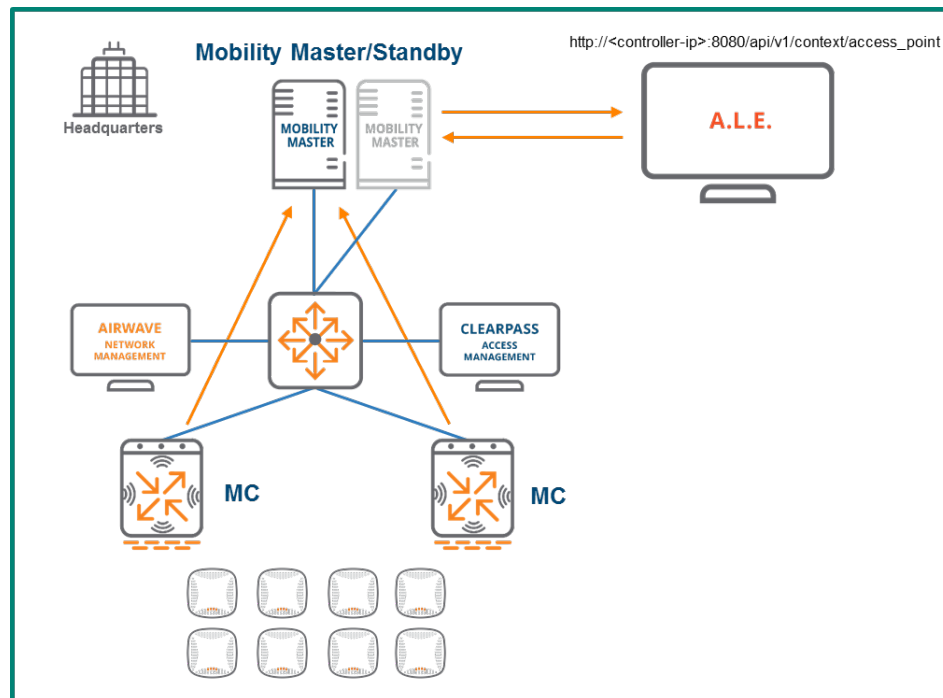 Mobility Master/Standby
http://<controller-ip>:8080/api/v1/context/access_point
Headquarters
MOBILITY
MASTER
MOBILITY
MASTER
A.L.E.
AIRWAVE
NETWORK
MANAGEMENT
CLEARPASS
ACCESS
MANAGEMENT
MC
MC